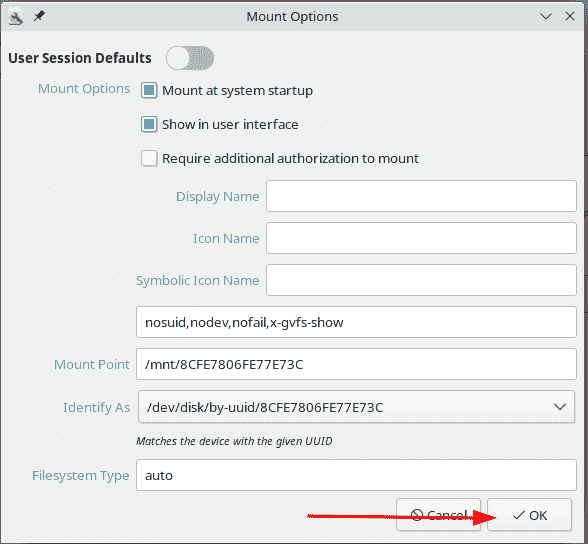 Mount Options
User Session Defaults
Mount Options
Mount at system startup
Show in user interface
Require additional authorization to mount
Display Name
Icon Name
Symbolic Icon Name
nosuid,nodev,nofail,x-gvfs-show
Mount Point /mnt/8CFE7806FE77E73C
Identify As /dev/disk/by-uuid/8CFE7806FE77E73C
Matches the device with the given UUID
Filesystem Type auto
Cancel OK